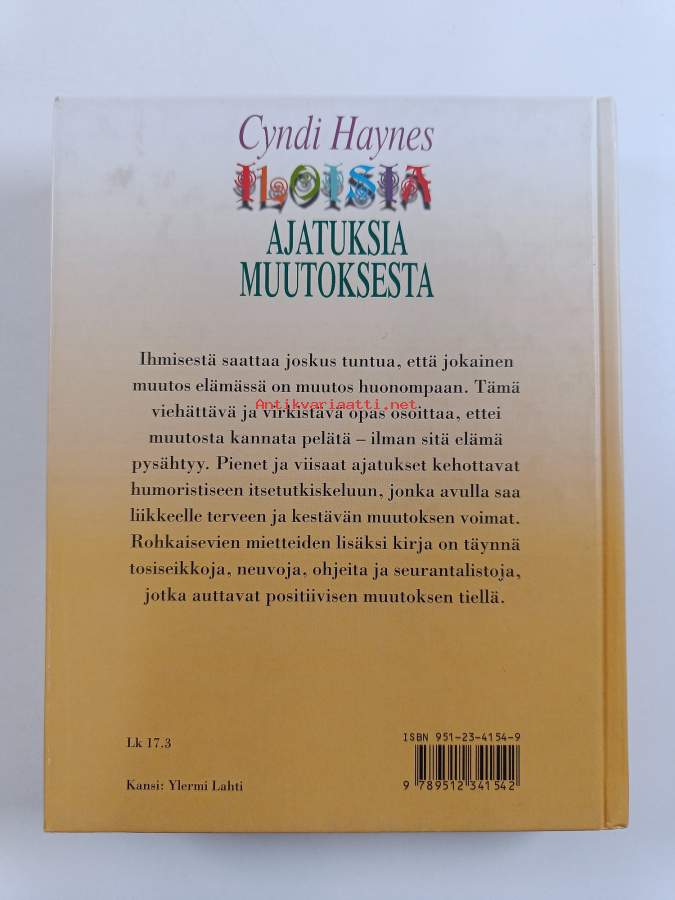 Cyndi Haynes
ILOISIA
AJATUKSIA
MUUTOKSESTA
Ihmisestä saattaa joskus tuntua, että jokainen
muutos elämässä on muutos huonompaan. Tämä
viehättävä ja virkistävä opas osoittaa, ettei
Antikvariaatti.net
muutosta kannata pelätä – ilman sitä elämä
pysähtyy. Pienet ja viisaat ajatukset kehottavat
humoristiseen itsetutkiskeluun, jonka avulla saa
liikkeelle terveen ja kestävän muutoksen voimat.
Rohkaisevien mietteiden lisäksi kirja on täynnä
tosiseikkoja, neuvoja, ohjeita ja seurantalistoja,
jotka auttavat positiivisen muutoksen tiellä.
Lk 17.3
Kansi: Ylermi Lahti
ISBN 951-23-4154-9
9 789512 341542